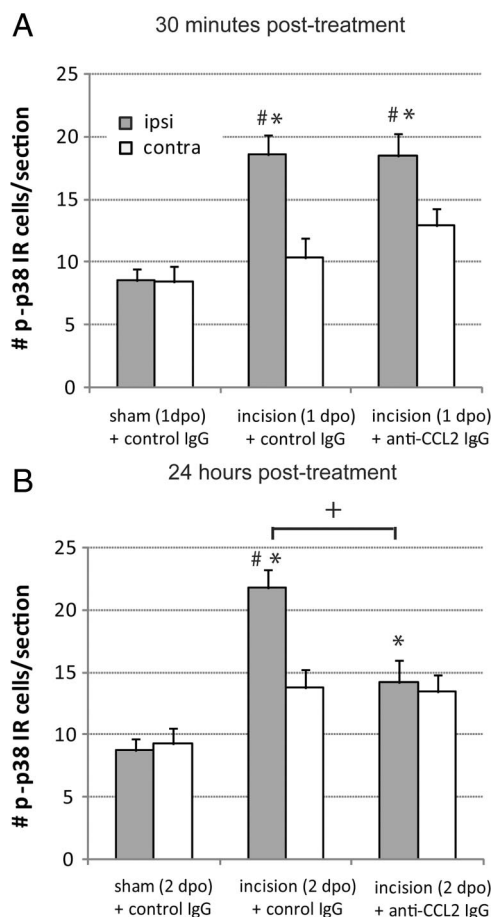 A
30 minutes post-treatment
25
20
15
10
5
0
# p-p38 IR cells/section
ipsi
contra
# *
# *
sham (1dpo)
+ control IgG
incision (1 dpo)
+ control IgG
incision (1 dpo)
+ anti-CCL2 IgG
B
24 hours post-treatment
+
25
20
15
10
5
0
# p-p38 IR cells/section
# *
*
sham (2 dpo)
+ control IgG
incision (2 dpo)
+ conrol IgG
incision (2 dpo)
+ anti-CCL2 IgG